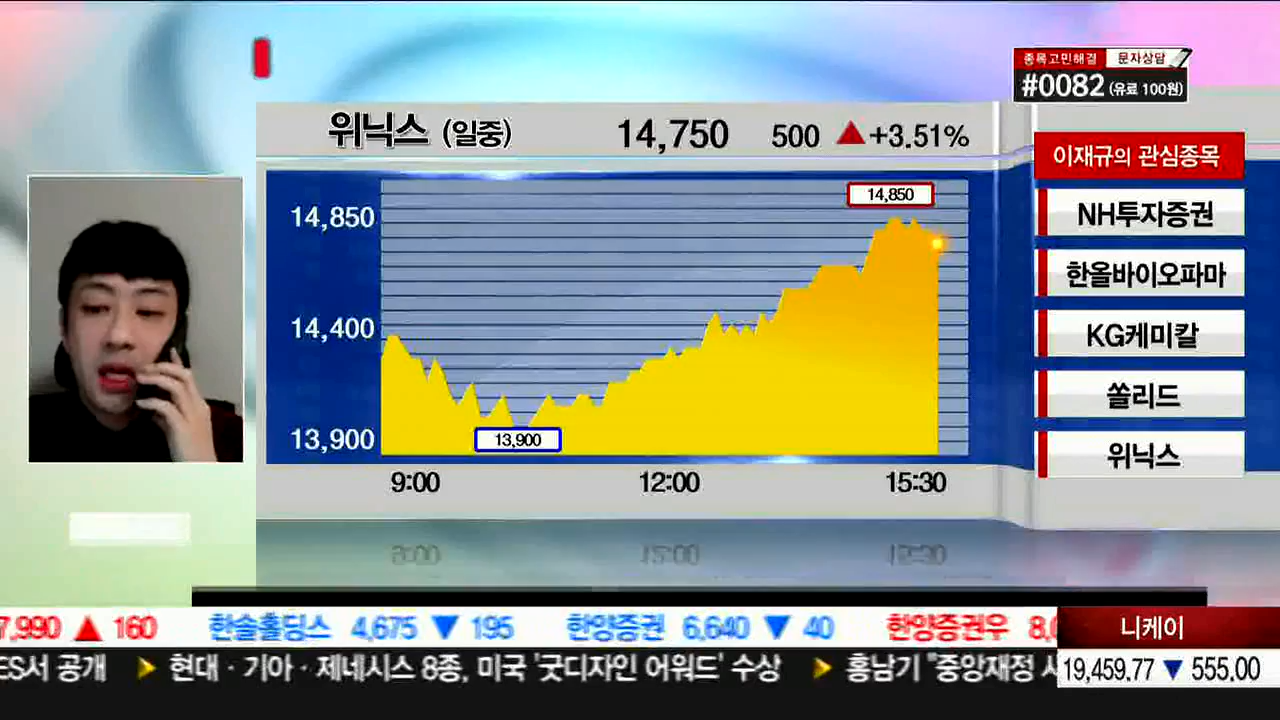 종목고민해결 문자상담
#0082 (유료 100원)
위닉스 (일중) 14,750 500 ▲+3.51%
이재규의 관심종목
NH투자증권
한올바이오파마
KG케미칼
쏠리드
위닉스
14,850
14,850
14,400
13,900
13,900
9:00 12:00 15:30
7,990 ▲ 160 한솔홀딩스 4,675 ▼ 195 한양증권 6,640 ▼ 40 한양증권우
니케이
ES서 공개 ▶ 현대·기아·제네시스 8종, 미국 '굿디자인 어워드' 수상 ▶ 홍남기 "중앙재정
19,459.77 ▼ 555.00